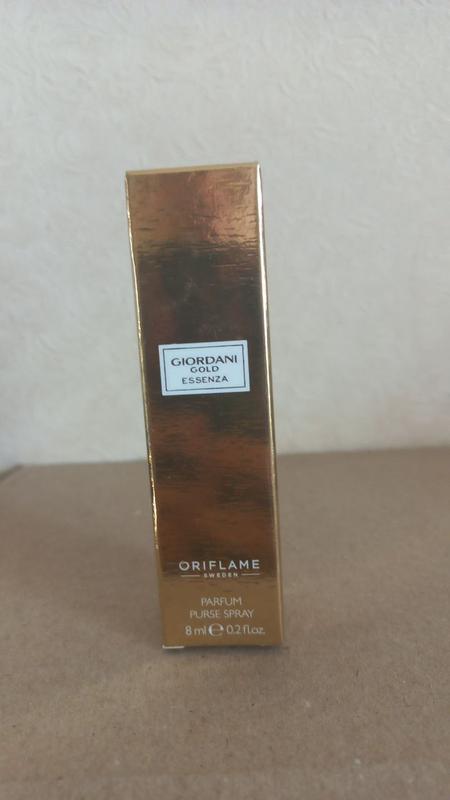 GIORDANI
GOLD
ESSENZA
ORIFLAME
SWEDEN
PARFUM
PURSE SPRAY
8 ml ℮ 0.2 fl.oz.